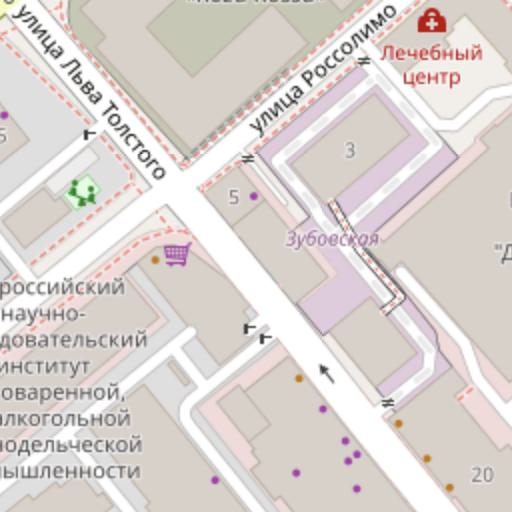 улица Льва Толстого
улица Россолимо
Лечебный
центр
3
5
5
Зубовская
российский
научно-
довательский
институт
оваренной,
алкогольной
нодельческой
ышленности
20